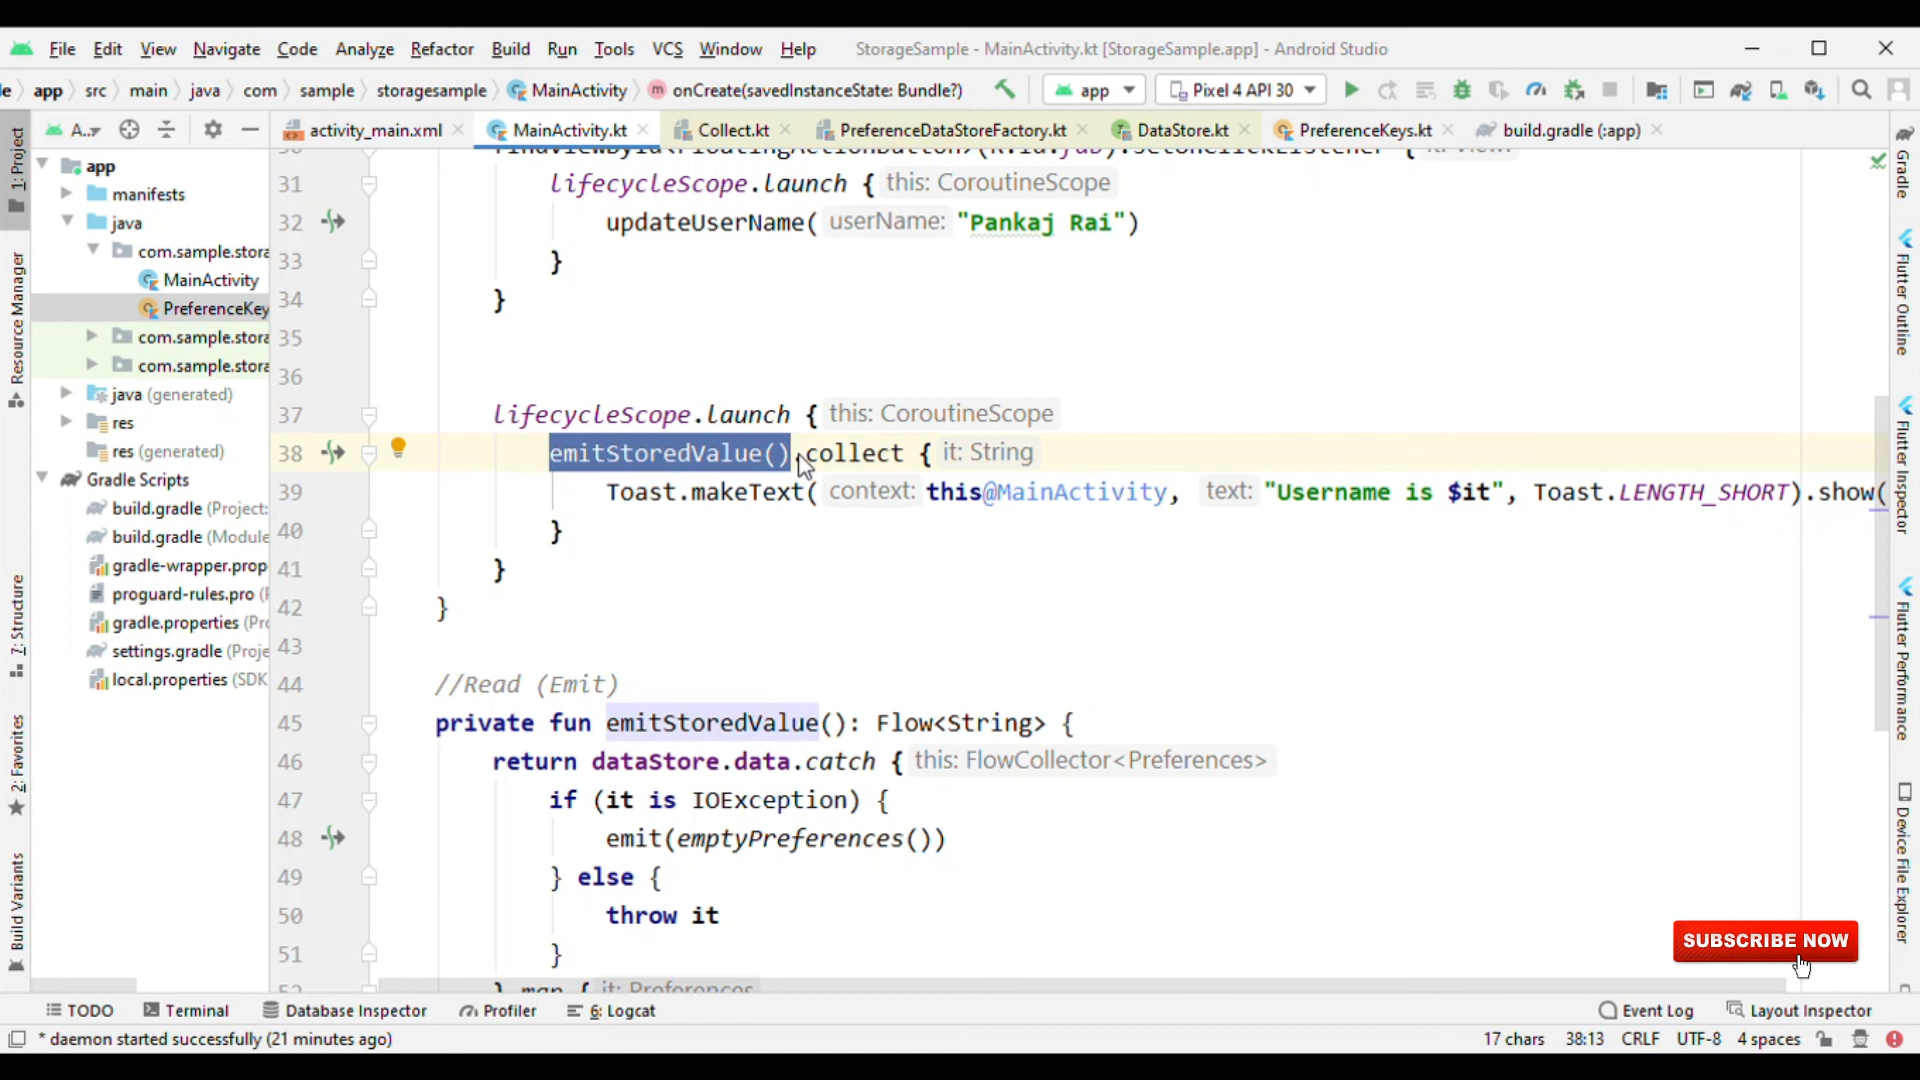 File Edit View Navigate Code Analyze Refactor Build Run Tools VCS Window Help StorageSample - MainActivity.kt [StorageSample.app] - Android Studio
app src main java com sample storagesample MainActivity onCreate(savedInstanceState: Bundle?) app Pixel 4 API 30
A.. activity_main.xml MainActivity.kt Collect.kt PreferenceDataStoreFactory.kt DataStore.kt PreferenceKeys.kt build.gradle (:app)
1: Project
Resource Manager
7: Structure
2: Favorites
Build Variants
app
manifests
java
com.sample.stora
MainActivity
PreferenceKey
com.sample.stora
com.sample.stora
java (generated)
res
res (generated)
Gradle Scripts
build.gradle (Project:
build.gradle (Module
gradle-wrapper.prop
proguard-rules.pro (
gradle.properties (Pro
settings.gradle (Proje
local.properties (SDK
31 lifecycleScope.launch { this: CoroutineScope
32 updateUserName( userName: "Pankaj Rai")
33 }
34 }
35
36
37 lifecycleScope.launch { this: CoroutineScope
38 emitStoredValue().collect { it: String
39 Toast.makeText( context: this@MainActivity, text: "Username is $it", Toast.LENGTH_SHORT).show(
40 }
41 }
42 }
43
44 //Read (Emit)
45 private fun emitStoredValue(): Flow<String> {
46 return dataStore.data.catch { this: FlowCollector<Preferences>
47 if (it is IOException) {
48 emit(emptyPreferences())
49 } else {
50 throw it
51 }
52 } map { it: Preferences
Gradle
Flutter Outline
Flutter Inspector
Flutter Performance
Device File Explorer
SUBSCRIBE NOW
TODO Terminal Database Inspector Profiler 6: Logcat Event Log Layout Inspector
* daemon started successfully (21 minutes ago) 17 chars 38:13 CRLF UTF-8 4 spaces